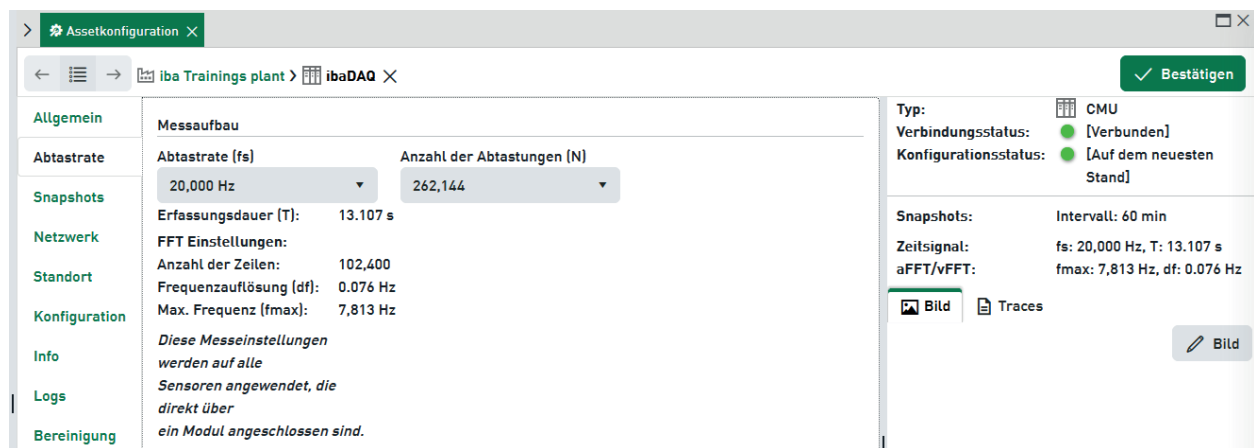 Assetkonfiguration
iba Trainings plant ibaDAQ
Bestätigen
Allgemein
Abtastrate
Snapshots
Netzwerk
Standort
Konfiguration
Info
Logs
Bereinigung
Messaufbau
Abtastrate (fs) Anzahl der Abtastungen (N)
20,000 Hz 262,144
Erfassungsdauer (T): 13.107 s
FFT Einstellungen:
Anzahl der Zeilen: 102,400
Frequenzauflösung (df): 0.076 Hz
Max. Frequenz (fmax): 7,813 Hz
Diese Messeinstellungen
werden auf alle
Sensoren angewendet, die
direkt über
ein Modul angeschlossen sind.
Typ: CMU
Verbindungsstatus: [Verbunden]
Konfigurationsstatus: [Auf dem neuesten
Stand]
Snapshots: Intervall: 60 min
Zeitsignal: fs: 20,000 Hz, T: 13.107 s
aFFT/vFFT: fmax: 7,813 Hz, df: 0.076 Hz
Bild Traces
Bild